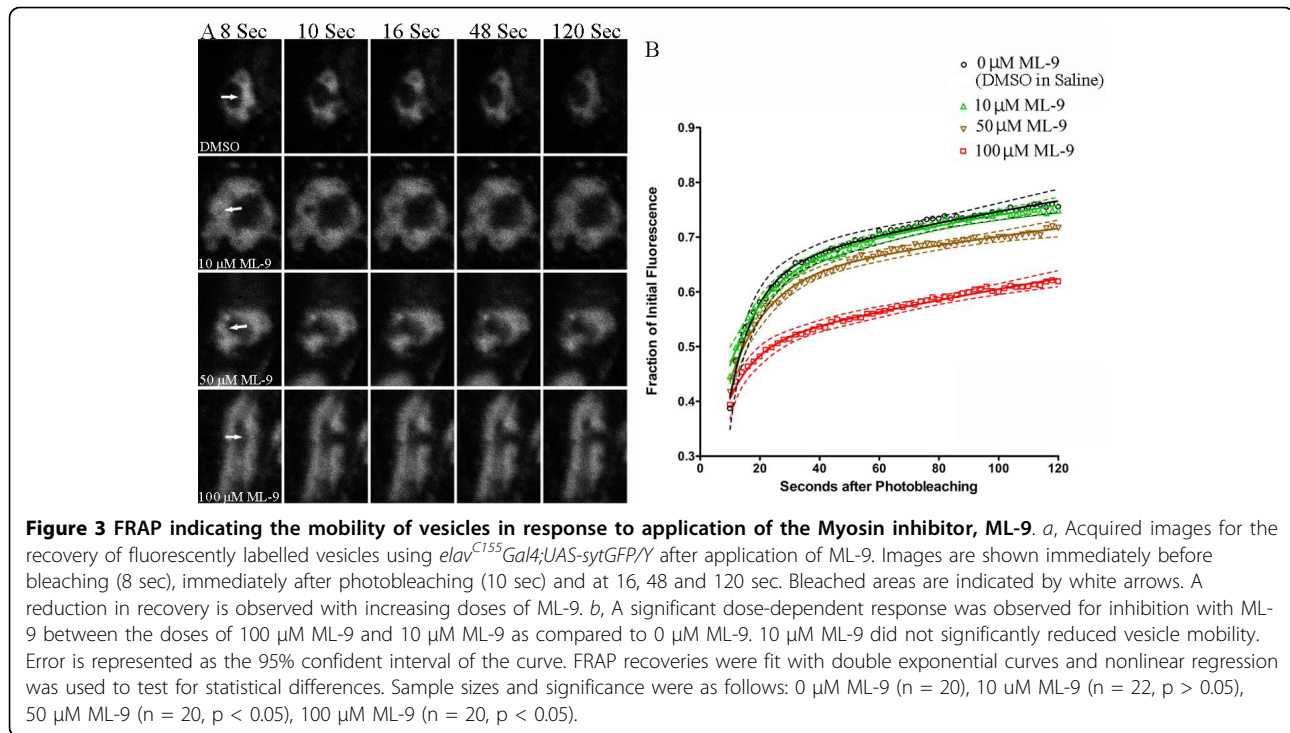 A 8 Sec 10 Sec 16 Sec 48 Sec 120 Sec
DMSO
10 µM ML-9
50 µM ML-9
100 µM ML-9
B
0 µM ML-9
(DMSO in Saline)
10 µM ML-9
50 µM ML-9
100 µM ML-9
Fraction of Initial Fluorescence
0.9
0.8
0.7
0.6
0.5
0.4
0.3
0 20 40 60 80 100 120
Seconds after Photobleaching
Figure 3 FRAP indicating the mobility of vesicles in response to application of the Myosin inhibitor, ML-9. a, Acquired images for the
recovery of fluorescently labelled vesicles using elavC155Gal4;UAS-sytGFP/Y after application of ML-9. Images are shown immediately before
bleaching (8 sec), immediately after photobleaching (10 sec) and at 16, 48 and 120 sec. Bleached areas are indicated by white arrows. A
reduction in recovery is observed with increasing doses of ML-9. b, A significant dose-dependent response was observed for inhibition with ML-
9 between the doses of 100 µM ML-9 and 10 µM ML-9 as compared to 0 µM ML-9. 10 µM ML-9 did not significantly reduced vesicle mobility.
Error is represented as the 95% confident interval of the curve. FRAP recoveries were fit with double exponential curves and nonlinear regression
was used to test for statistical differences. Sample sizes and significance were as follows: 0 µM ML-9 (n = 20), 10 uM ML-9 (n = 22, p > 0.05),
50 µM ML-9 (n = 20, p < 0.05), 100 µM ML-9 (n = 20, p < 0.05).